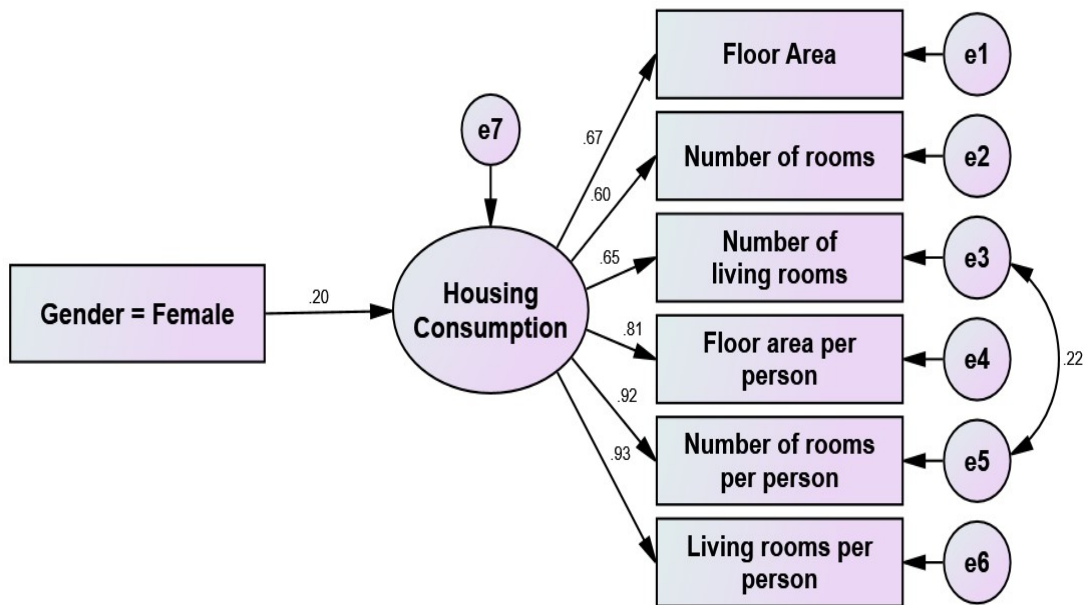 Floor Area
e1
e7
.67
Number of rooms
e2
.60
Number of
living rooms
e3
.65
Gender = Female
.20
Housing
Consumption
.81
Floor area per
person
e4
.22
.92
Number of rooms
per person
e5
.93
Living rooms per
person
e6